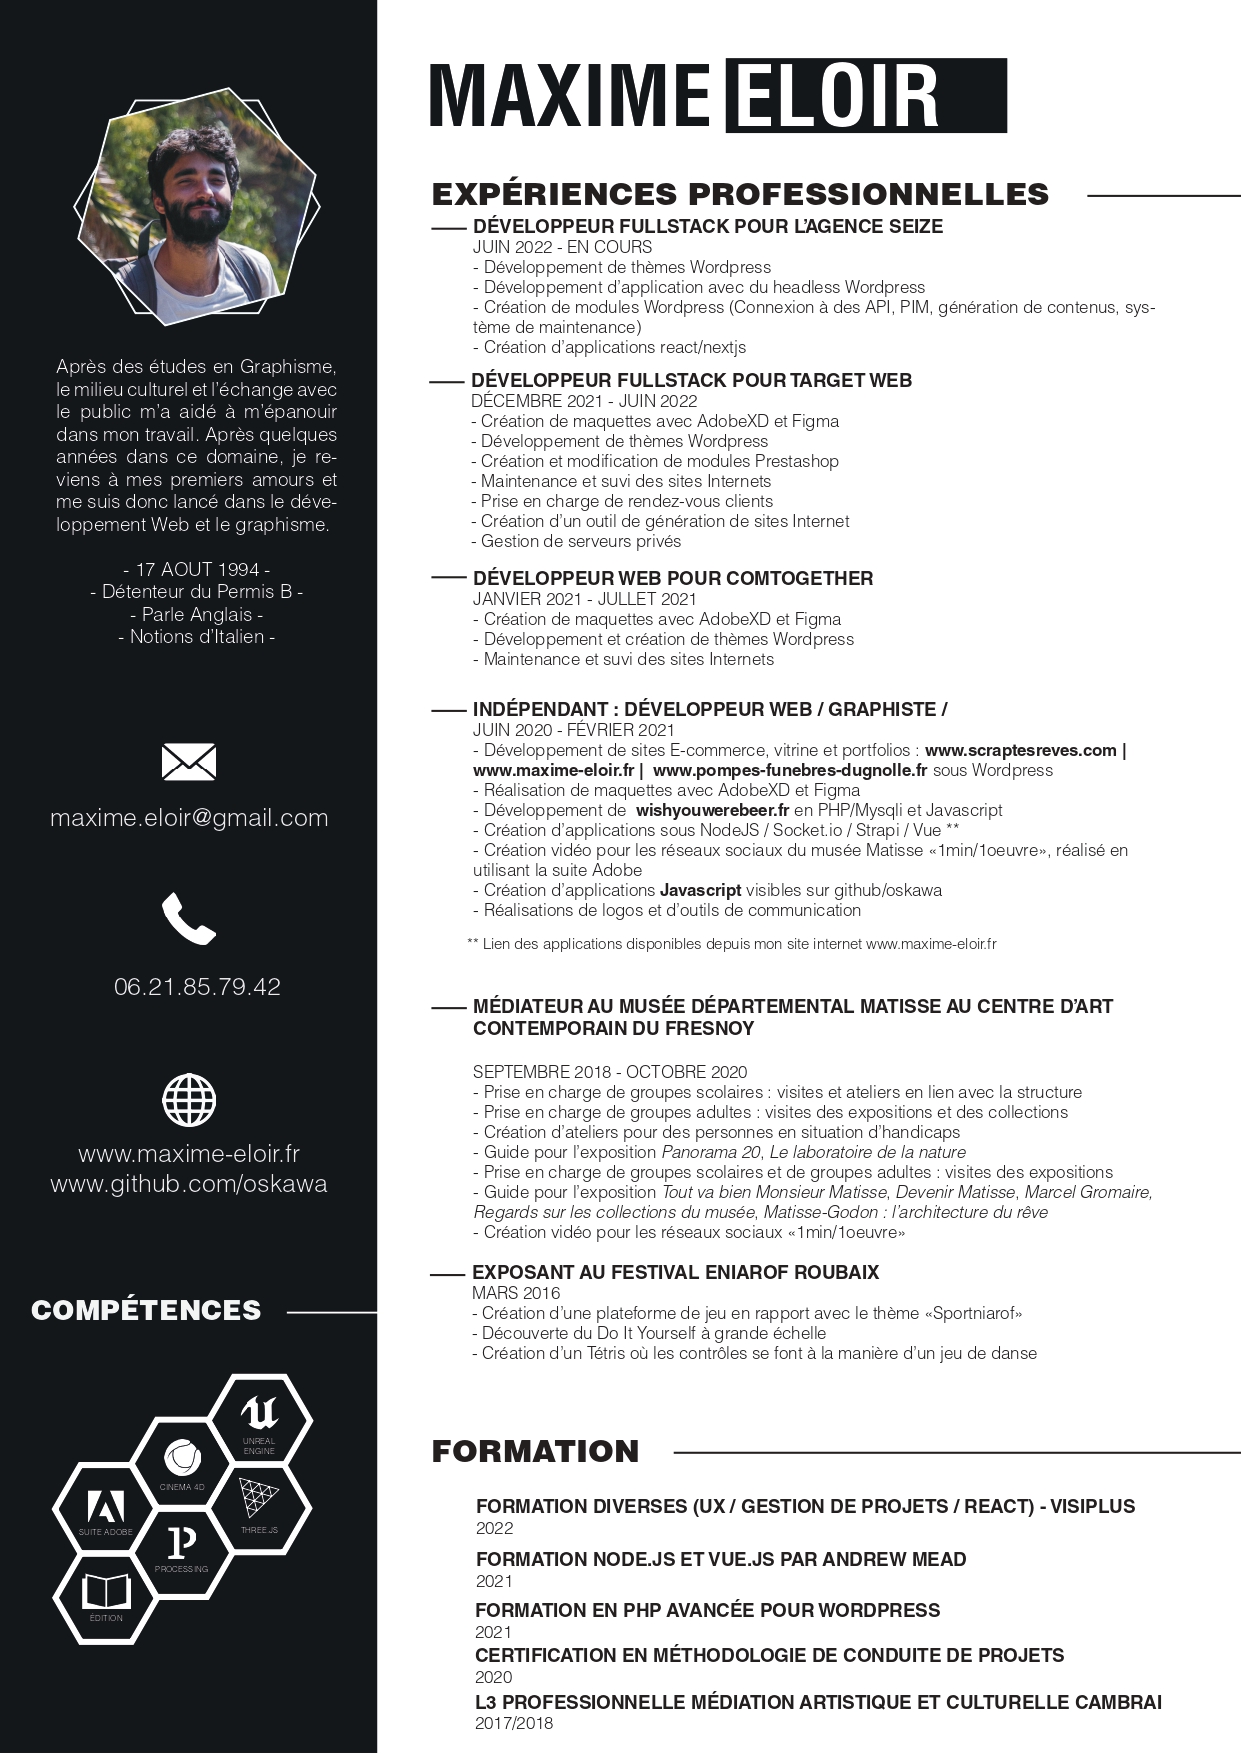 MAXIME ELOIR
Après des études en Graphisme,
le milieu culturel et l’échange avec
le public m’a aidé à m’épanouir
dans mon travail. Après quelques
années dans ce domaine, je re-
viens à mes premiers amours et
me suis donc lancé dans le déve-
loppement Web et le graphisme.
- 17 AOUT 1994 -
- Détenteur du Permis B -
- Parle Anglais -
- Notions d’Italien -
maxime.eloir@gmail.com
06.21.85.79.42
www.maxime-eloir.fr
www.github.com/oskawa
COMPÉTENCES
UNREAL
ENGINE
CINEMA 4D
SUITE ADOBE
THREE.JS
PROCESSING
ÉDITION
EXPÉRIENCES PROFESSIONNELLES
DÉVELOPPEUR FULLSTACK POUR L’AGENCE SEIZE
JUIN 2022 - EN COURS
- Développement de thèmes Wordpress
- Développement d’application avec du headless Wordpress
- Création de modules Wordpress (Connexion à des API, PIM, génération de contenus, sys-
tème de maintenance)
- Création d’applications react/nextjs
DÉVELOPPEUR FULLSTACK POUR TARGET WEB
DÉCEMBRE 2021 - JUIN 2022
- Création de maquettes avec AdobeXD et Figma
- Développement de thèmes Wordpress
- Création et modification de modules Prestashop
- Maintenance et suvi des sites Internets
- Prise en charge de rendez-vous clients
- Création d’un outil de génération de sites Internet
- Gestion de serveurs privés
DÉVELOPPEUR WEB POUR COMTOGETHER
JANVIER 2021 - JULLET 2021
- Création de maquettes avec AdobeXD et Figma
- Développement et création de thèmes Wordpress
- Maintenance et suvi des sites Internets
INDÉPENDANT : DÉVELOPPEUR WEB / GRAPHISTE /
JUIN 2020 - FÉVRIER 2021
- Développement de sites E-commerce, vitrine et portfolios : www.scraptesreves.com |
www.maxime-eloir.fr | www.pompes-funebres-dugnolle.fr sous Wordpress
- Réalisation de maquettes avec AdobeXD et Figma
- Développement de wishyouwerebeer.fr en PHP/Mysqli et Javascript
- Création d’applications sous NodeJS / Socket.io / Strapi / Vue **
- Création vidéo pour les réseaux sociaux du musée Matisse «1min/1oeuvre», réalisé en
utilisant la suite Adobe
- Création d’applications Javascript visibles sur github/oskawa
- Réalisations de logos et d’outils de communication
** Lien des applications disponibles depuis mon site internet www.maxime-eloir.fr
MÉDIATEUR AU MUSÉE DÉPARTEMENTAL MATISSE AU CENTRE D’ART
CONTEMPORAIN DU FRESNOY
SEPTEMBRE 2018 - OCTOBRE 2020
- Prise en charge de groupes scolaires : visites et ateliers en lien avec la structure
- Prise en charge de groupes adultes : visites des expositions et des collections
- Création d’ateliers pour des personnes en situation d’handicaps
- Guide pour l’exposition Panorama 20, Le laboratoire de la nature
- Prise en charge de groupes scolaires et de groupes adultes : visites des expositions
- Guide pour l’exposition Tout va bien Monsieur Matisse, Devenir Matisse, Marcel Gromaire,
Regards sur les collections du musée, Matisse-Godon : l’architecture du rêve
- Création vidéo pour les réseaux sociaux «1min/1oeuvre»
EXPOSANT AU FESTIVAL ENIAROF ROUBAIX
MARS 2016
- Création d’une plateforme de jeu en rapport avec le thème «Sportniarof»
- Découverte du Do It Yourself à grande échelle
- Création d’un Tétris où les contrôles se font à la manière d’un jeu de danse
FORMATION
FORMATION DIVERSES (UX / GESTION DE PROJETS / REACT) - VISIPLUS
2022
FORMATION NODE.JS ET VUE.JS PAR ANDREW MEAD
2021
FORMATION EN PHP AVANCÉE POUR WORDPRESS
2021
CERTIFICATION EN MÉTHODOLOGIE DE CONDUITE DE PROJETS
2020
L3 PROFESSIONNELLE MÉDIATION ARTISTIQUE ET CULTURELLE CAMBRAI
2017/2018